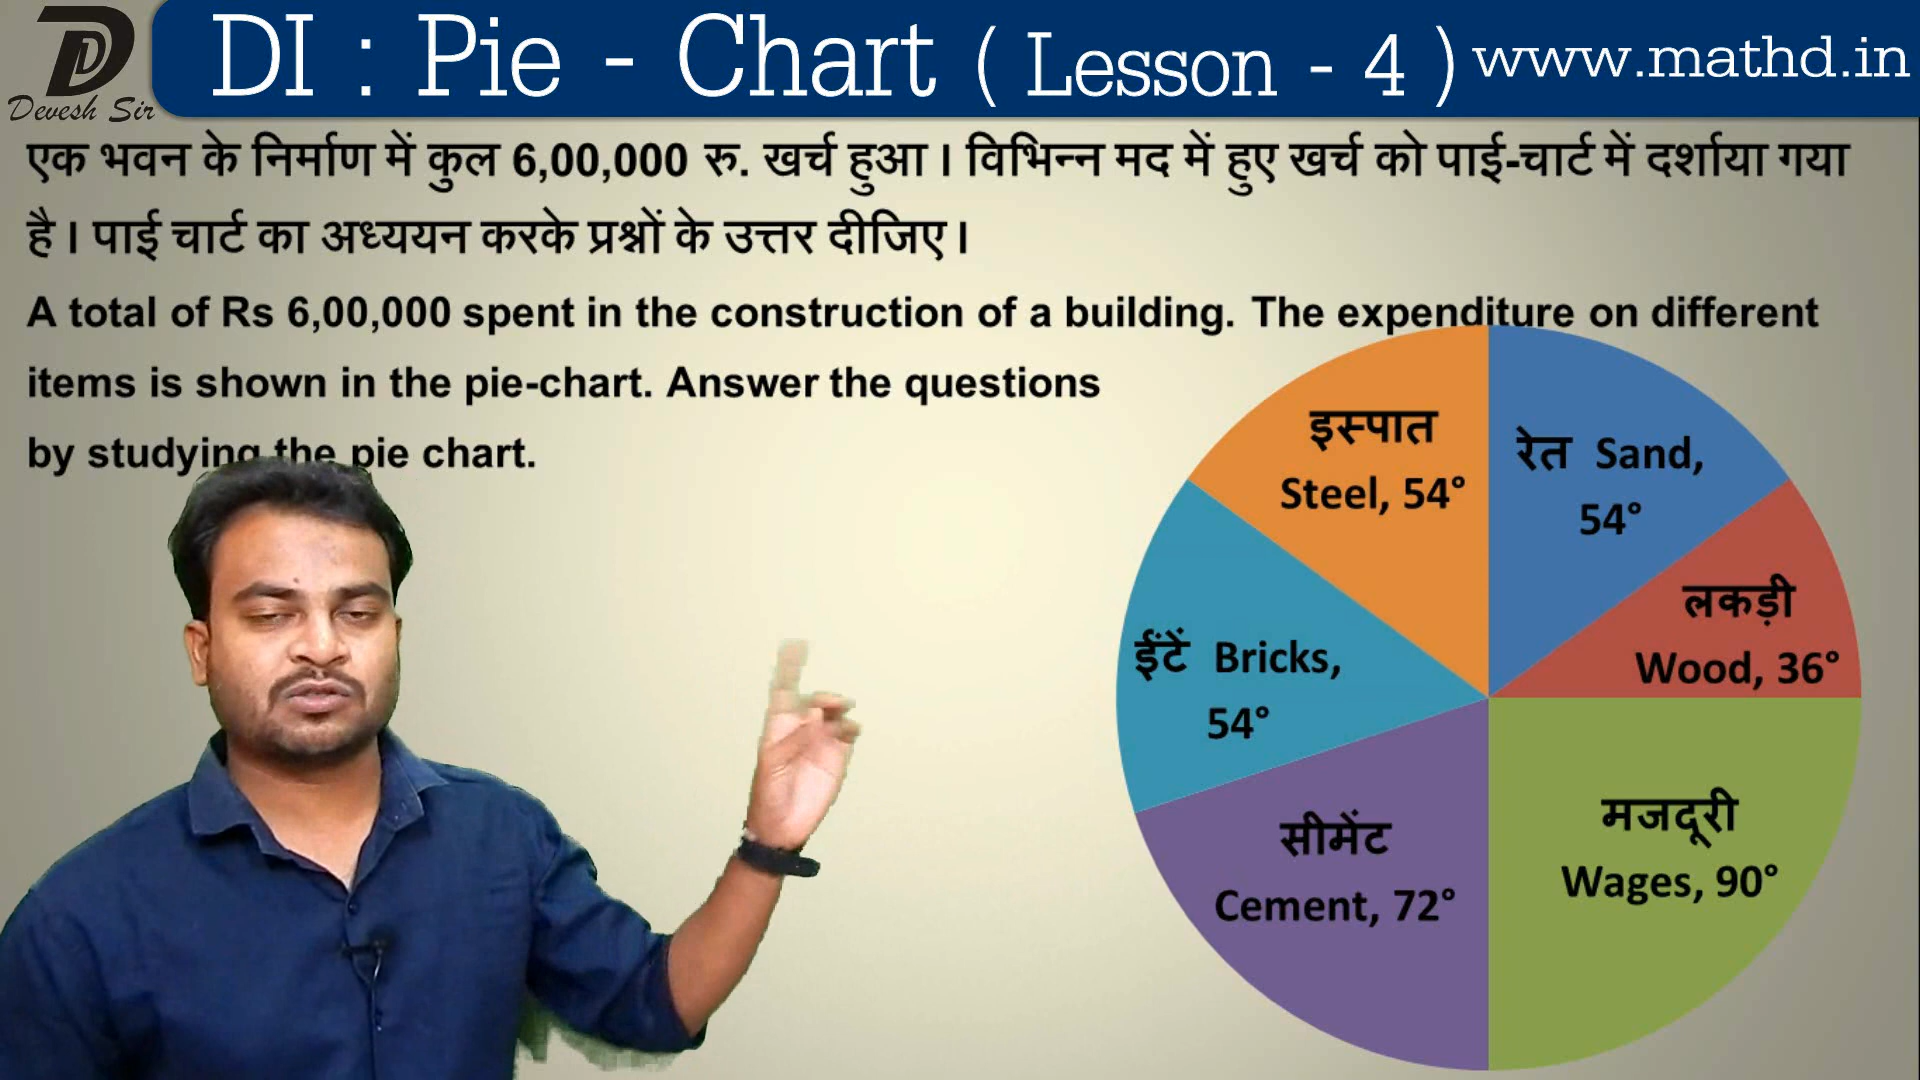 DI : Pie - Chart ( Lesson - 4 ) www.mathd.in
D
Devesh Sir
एक भवन के निर्माण में कुल 6,00,000 रु. खर्च हुआ । विभिन्न मद में हुए खर्च को पाई-चार्ट में दर्शाया गया
है । पाई चार्ट का अध्ययन करके प्रश्नों के उत्तर दीजिए ।
A total of Rs 6,00,000 spent in the construction of a building. The expenditure on different
items is shown in the pie-chart. Answer the questions
by studying the pie chart.
इस्पात
Steel, 54°
रेत Sand,
54°
लकड़ी
Wood, 36°
ईंटें Bricks,
54°
सीमेंट
Cement, 72°
मजदूरी
Wages, 90°